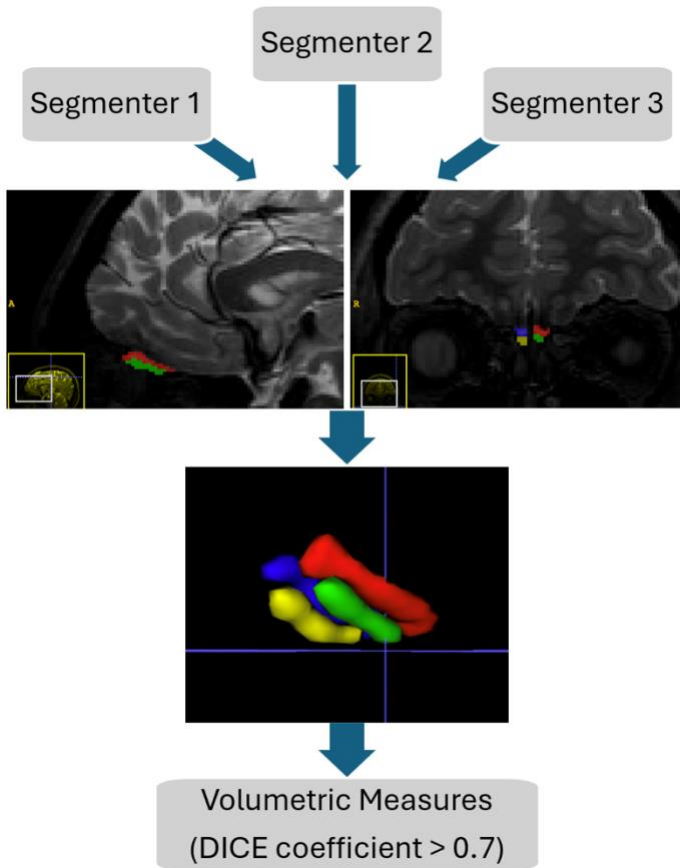 Segmenter 2
Segmenter 1
Segmenter 3
A
R
Volumetric Measures
(DICE coefficient > 0.7)